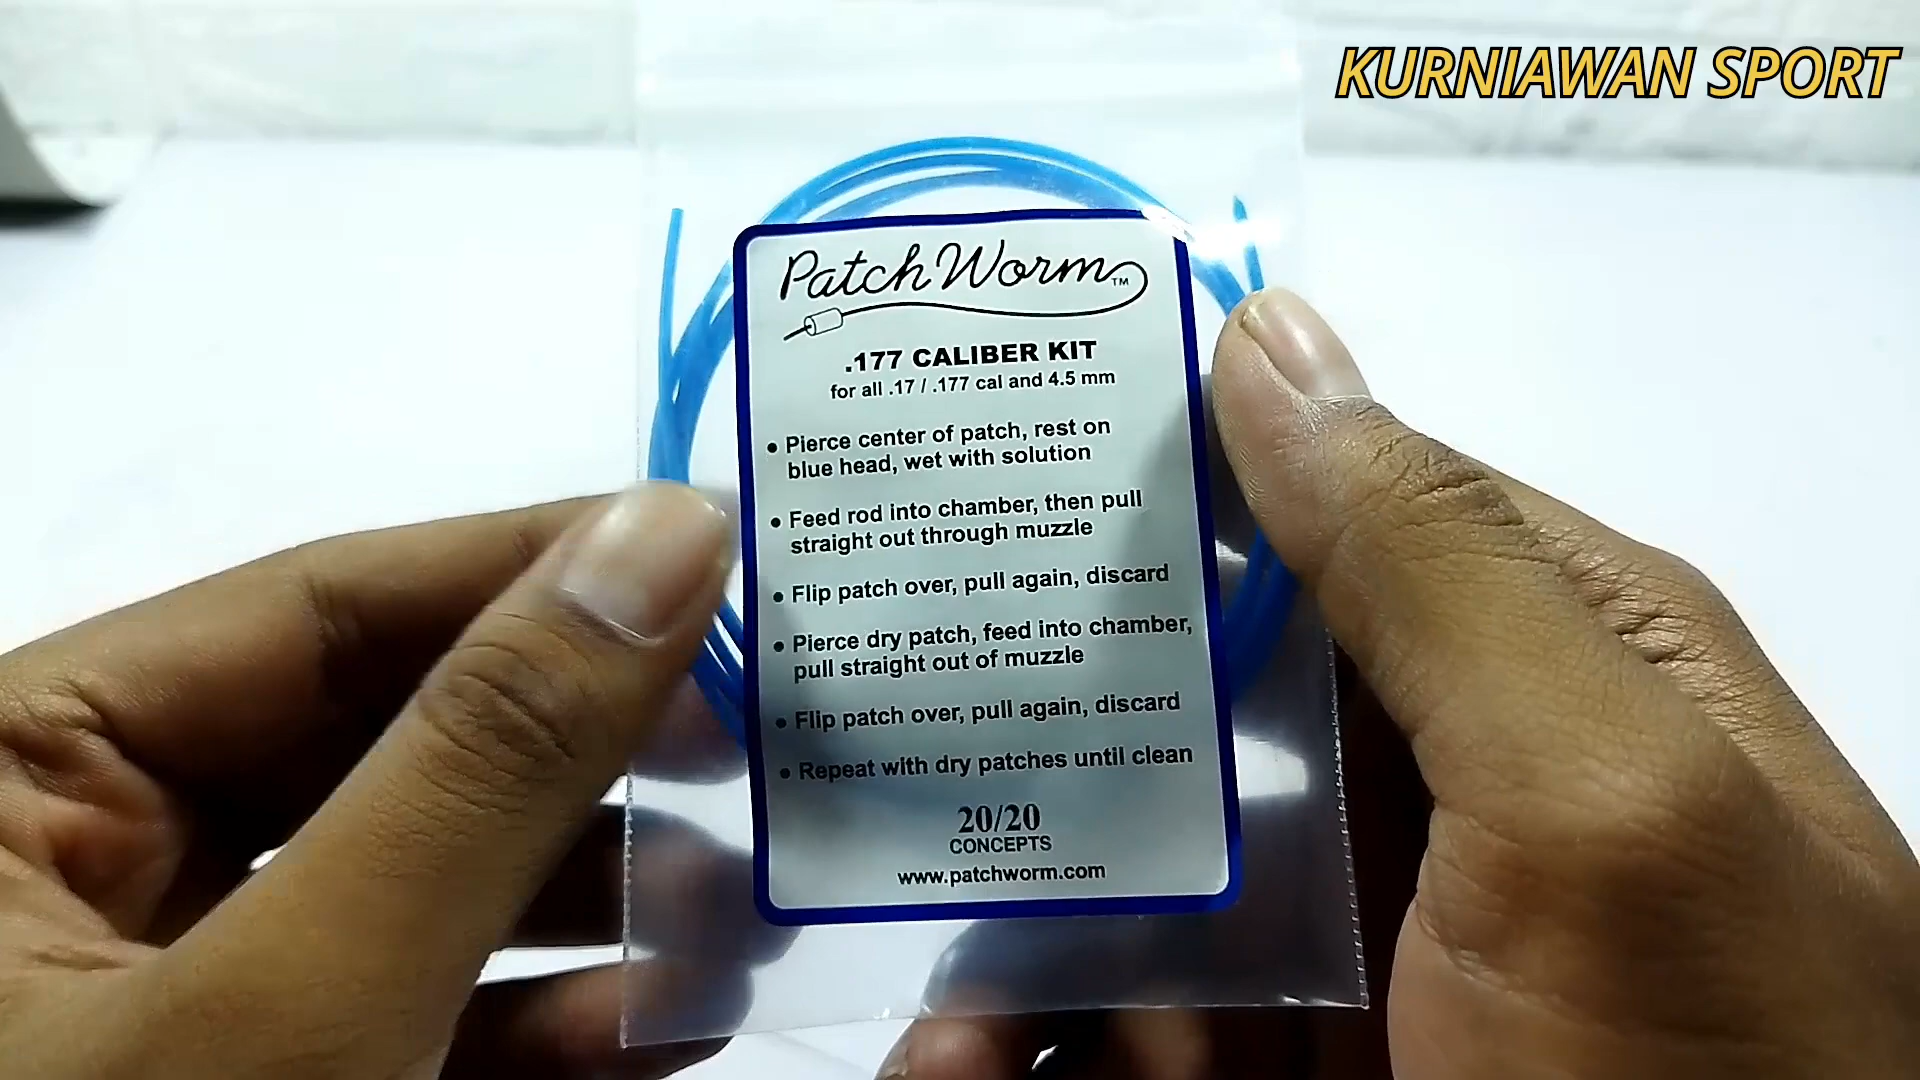 KURNIAWAN SPORT
Patch Worm™
.177 CALIBER KIT
for all .17 / .177 cal and 4.5 mm
• Pierce center of patch, rest on
blue head, wet with solution
• Feed rod into chamber, then pull
straight out through muzzle
• Flip patch over, pull again, discard
• Pierce dry patch, feed into chamber,
pull straight out of muzzle
• Flip patch over, pull again, discard
• Repeat with dry patches until clean
20/20
CONCEPTS
www.patchworm.com